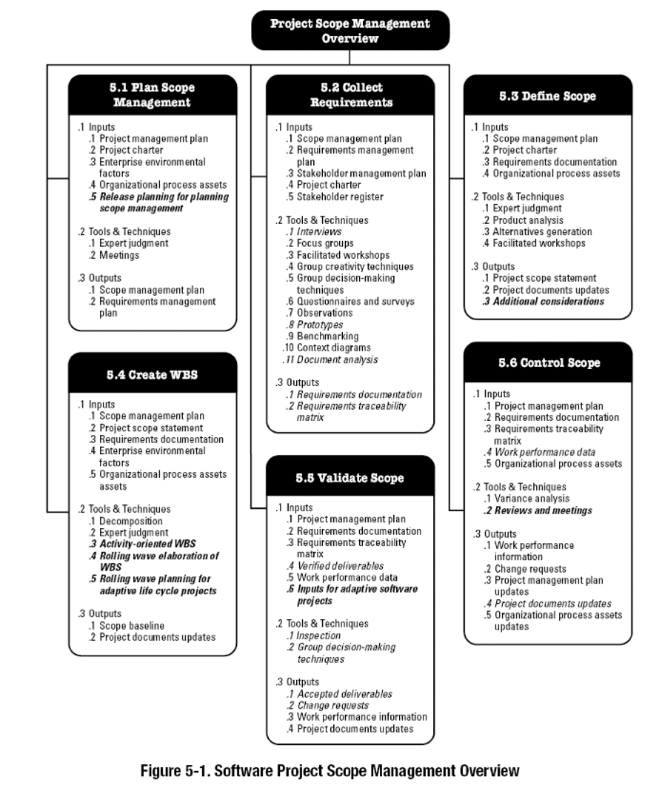 Project Scope Management
Overview
5.1 Plan Scope
Management
.1 Inputs
.1 Project management plan
.2 Project charter
.3 Enterprise environmental
factors
.4 Organizational process assets
.5 Release planning for planning
scope management
.2 Tools & Techniques
.1 Expert judgment
.2 Meetings
.3 Outputs
.1 Scope management plan
.2 Requirements management
plan
5.2 Collect
Requirements
.1 Inputs
.1 Scope management plan
.2 Requirements management
plan
.3 Stakeholder management plan
.4 Project charter
.5 Stakeholder register
.2 Tools & Techniques
.1 Interviews
.2 Focus groups
.3 Facilitated workshops
.4 Group creativity techniques
.5 Group decision-making
techniques
.6 Questionnaires and surveys
.7 Observations
.8 Prototypes
.9 Benchmarking
.10 Context diagrams
.11 Document analysis
.3 Outputs
.1 Requirements documentation
.2 Requirements traceability
matrix
5.3 Define Scope
.1 Inputs
.1 Scope management plan
.2 Project charter
.3 Requirements documentation
.4 Organizational process assets
.2 Tools & Techniques
.1 Expert judgment
.2 Product analysis
.3 Alternatives generation
.4 Facilitated workshops
.3 Outputs
.1 Project scope statement
.2 Project documents updates
.3 Additional considerations
5.4 Create WBS
.1 Inputs
.1 Scope management plan
.2 Project scope statement
.3 Requirements documentation
.4 Enterprise environmental
factors
.5 Organizational process assets
assets
.2 Tools & Techniques
.1 Decomposition
.2 Expert judgment
.3 Activity-oriented WBS
.4 Rolling wave elaboration of
WBS
.5 Rolling wave planning for
adaptive life cycle projects
.3 Outputs
.1 Scope baseline
.2 Project documents updates
5.5 Validate Scope
.1 Inputs
.1 Project management plan
.2 Requirements documentation
.3 Requirements traceability
matrix
.4 Verified deliverables
.5 Work performance data
.6 Inputs for adaptive software
projects
.2 Tools & Techniques
.1 Inspection
.2 Group decision-making
techniques
.3 Outputs
.1 Accepted deliverables
.2 Change requests
.3 Work performance information
.4 Project documents updates
5.6 Control Scope
.1 Inputs
.1 Project management plan
.2 Requirements documentation
.3 Requirements traceability
matrix
.4 Work performance data
.5 Organizational process assets
.2 Tools & Techniques
.1 Variance analysis
.2 Reviews and meetings
.3 Outputs
.1 Work performance
information
.2 Change requests
.3 Project management plan
updates
.4 Project documents updates
.5 Organizational process assets
updates
Figure 5-1. Software Project Scope Management Overview